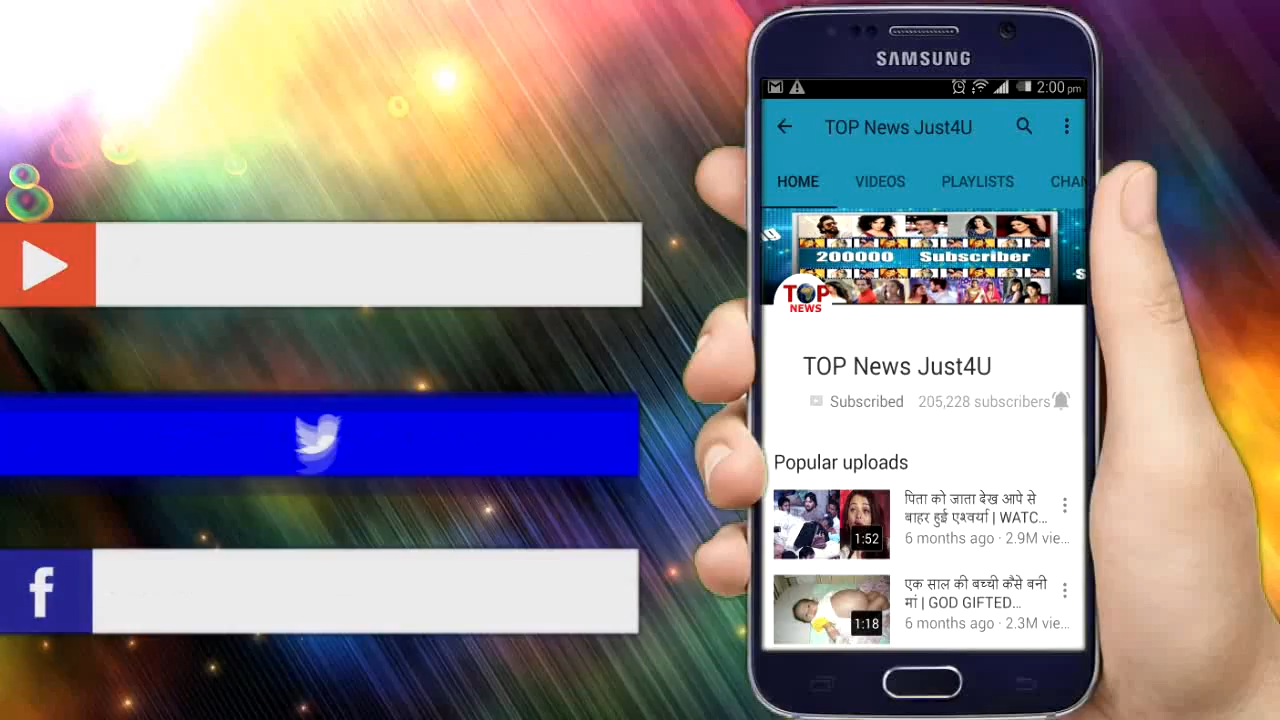 SAMSUNG
2:00 pm
TOP News Just4U
HOME VIDEOS PLAYLISTS CHAN
200000 Subscriber
TOP
NEWS
TOP News Just4U
Subscribed 205,228 subscribers
Popular uploads
पिता को जाता देख आपे से
बाहर हुई एश्वर्या | WATC...
6 months ago · 2.9M vie...
1:52
एक साल की बच्ची कैसे बनी
मां | GOD GIFTED...
6 months ago · 2.3M vie...
1:18
f